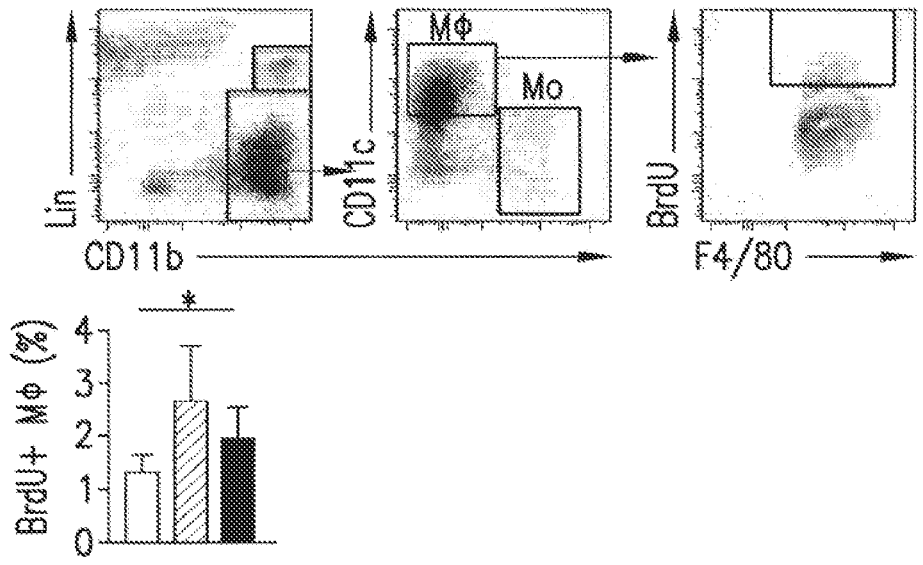 Lin
CD11b
CD11c
Mφ
Mo
BrdU
F4/80
*
BrdU+ Mφ (%)
4
3
2
1
0